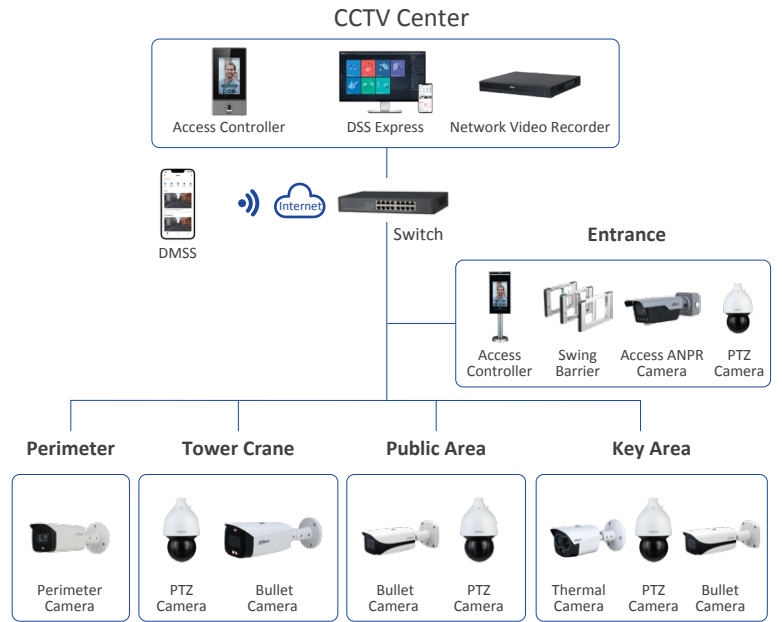 CCTV Center
Access Controller
DSS Express
Network Video Recorder
DMSS
Internet
Switch
Entrance
Access
Controller
Swing
Barrier
Access ANPR
Camera
PTZ
Camera
Perimeter
Tower Crane
Public Area
Key Area
Perimeter
Camera
PTZ
Camera
Bullet
Camera
Bullet
Camera
PTZ
Camera
Thermal
Camera
PTZ
Camera
Bullet
Camera